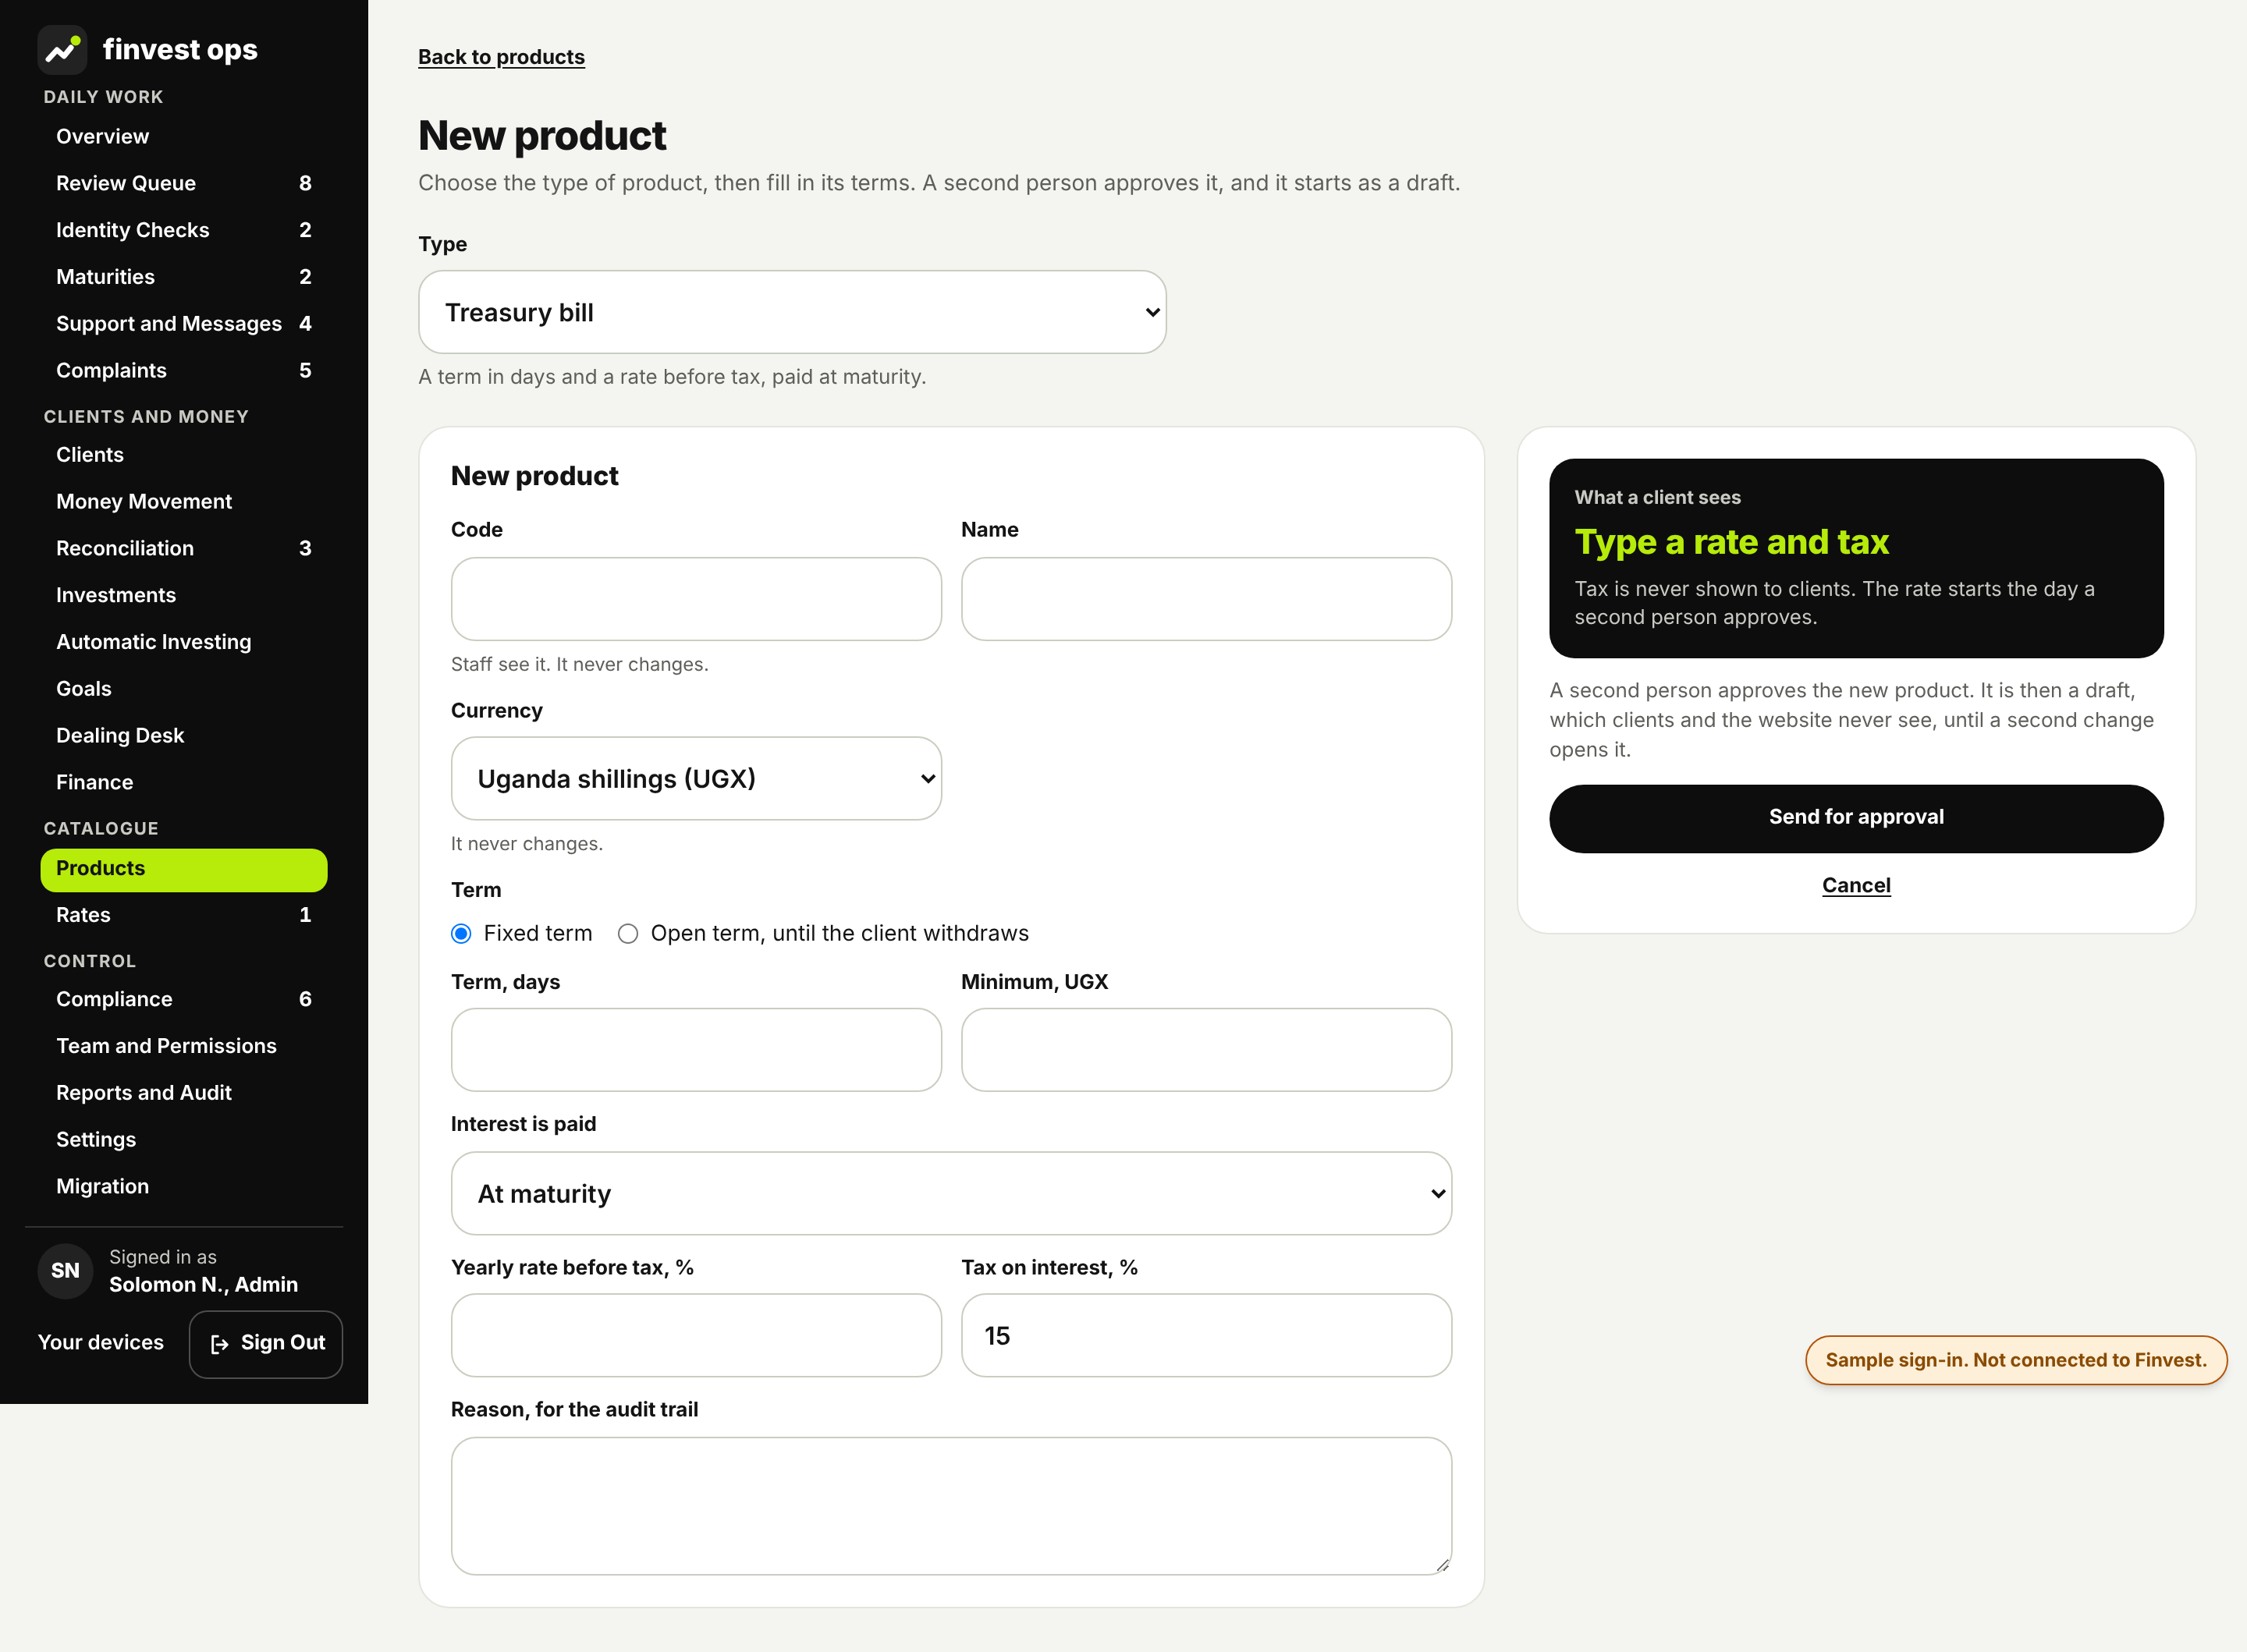 finvest ops
DAILY WORK
Overview
Review Queue 8
Identity Checks 2
Maturities 2
Support and Messages 4
Complaints 5
CLIENTS AND MONEY
Clients
Money Movement
Reconciliation 3
Investments
Automatic Investing
Goals
Dealing Desk
Finance
CATALOGUE
Products
Rates 1
CONTROL
Compliance 6
Team and Permissions
Reports and Audit
Settings
Migration
SN
Signed in as
Solomon N., Admin
Your devices
Sign Out
Back to products
New product
Choose the type of product, then fill in its terms. A second person approves it, and it starts as a draft.
Type
Treasury bill
A term in days and a rate before tax, paid at maturity.
New product
Code
Name
Staff see it. It never changes.
Currency
Uganda shillings (UGX)
It never changes.
Term
Fixed term
Open term, until the client withdraws
Term, days
Minimum, UGX
Interest is paid
At maturity
Yearly rate before tax, %
Tax on interest, %
15
Reason, for the audit trail
What a client sees
Type a rate and tax
Tax is never shown to clients. The rate starts the day a
second person approves.
A second person approves the new product. It is then a draft,
which clients and the website never see, until a second change
opens it.
Send for approval
Cancel
Sample sign-in. Not connected to Finvest.